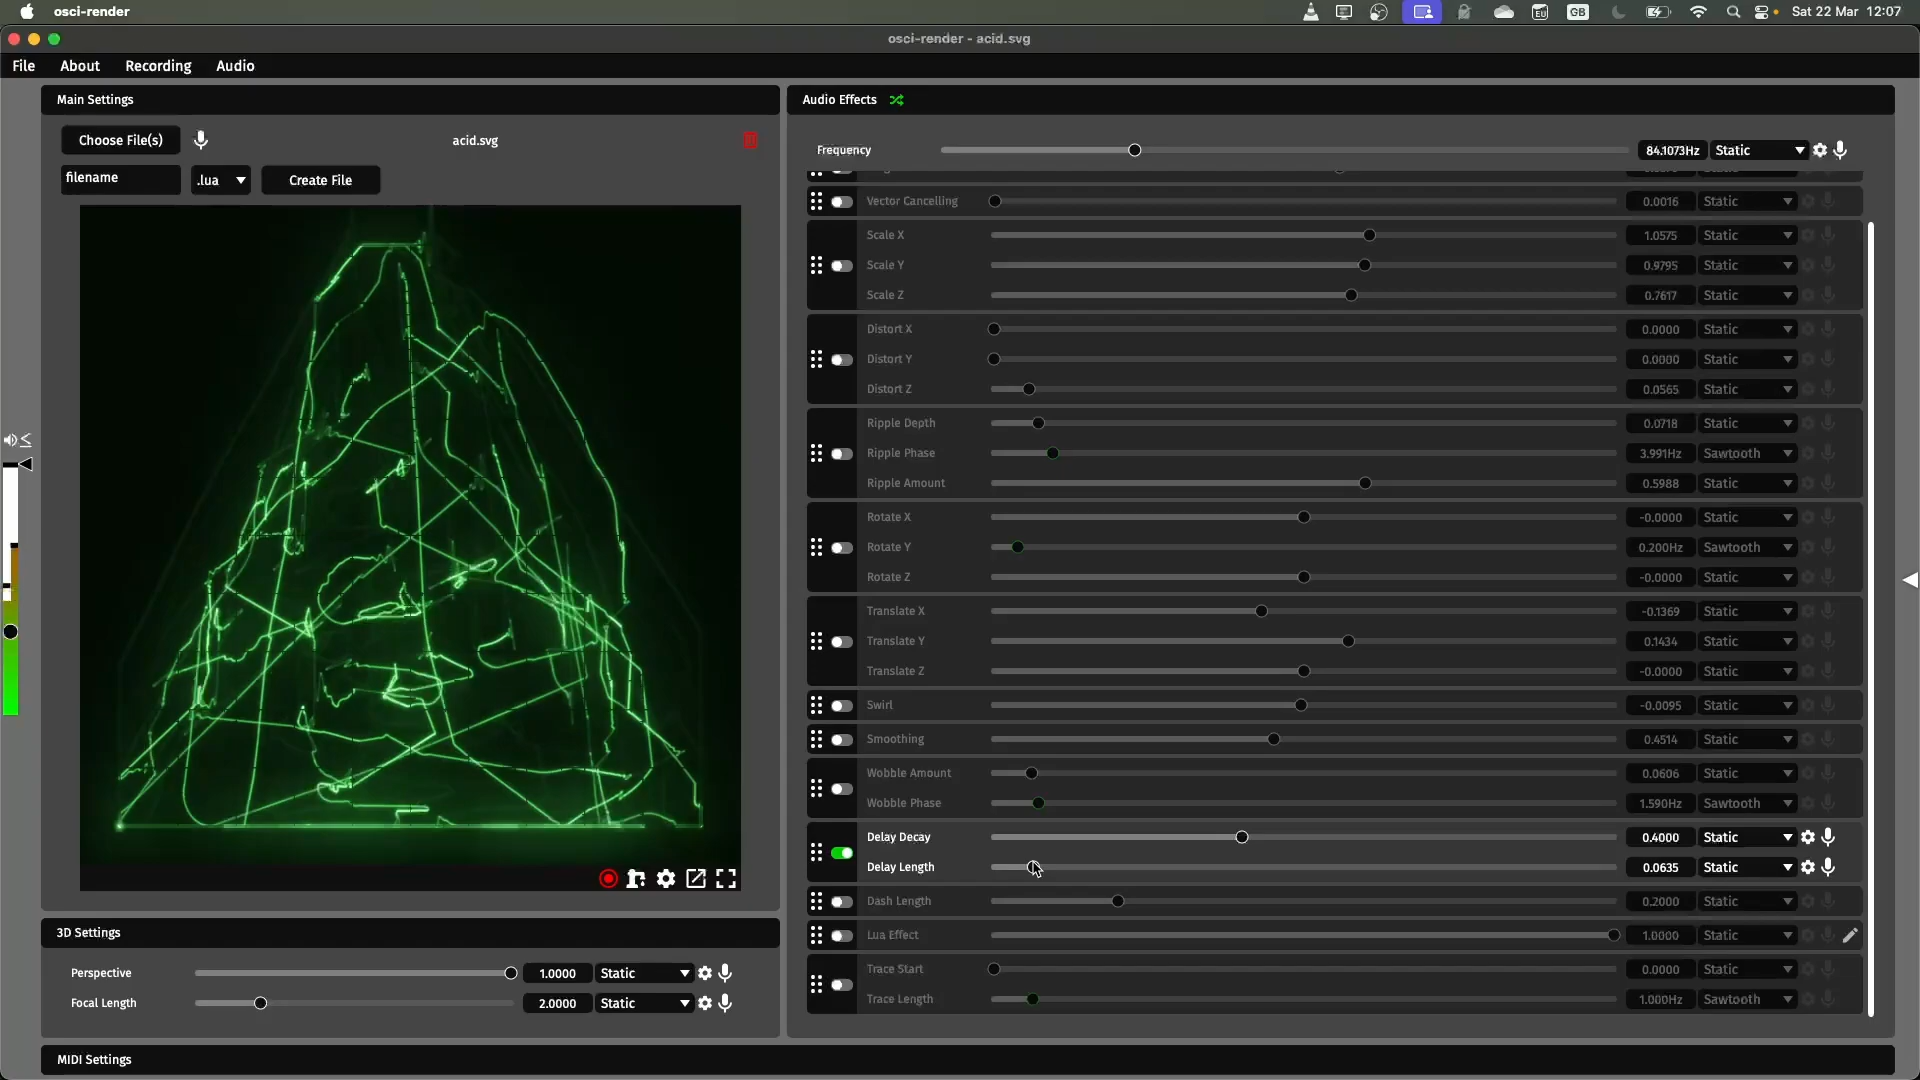 osci-render
EU
GB
Sat 22 Mar 12:07
osci-render - acid.svg
File About Recording Audio
Main Settings
Choose File(s)
acid.svg
filename
.lua
Create File
3D Settings
Perspective 1.0000 Static
Focal Length 2.0000 Static
MIDI Settings
Audio Effects
Frequency 84.1073Hz Static
Vector Cancelling 0.0016 Static
Scale X 1.0575 Static
Scale Y 0.9795 Static
Scale Z 0.7617 Static
Distort X 0.0000 Static
Distort Y 0.0000 Static
Distort Z 0.0565 Static
Ripple Depth 0.0718 Static
Ripple Phase 3.991Hz Sawtooth
Ripple Amount 0.5988 Static
Rotate X -0.0000 Static
Rotate Y 0.200Hz Sawtooth
Rotate Z -0.0000 Static
Translate X -0.1369 Static
Translate Y 0.1434 Static
Translate Z -0.0000 Static
Swirl -0.0095 Static
Smoothing 0.4514 Static
Wobble Amount 0.0606 Static
Wobble Phase 1.590Hz Sawtooth
Delay Decay 0.4000 Static
Delay Length 0.0635 Static
Dash Length 0.2000 Static
Lua Effect 1.0000 Static
Trace Start 0.0000 Static
Trace Length 1.000Hz Sawtooth